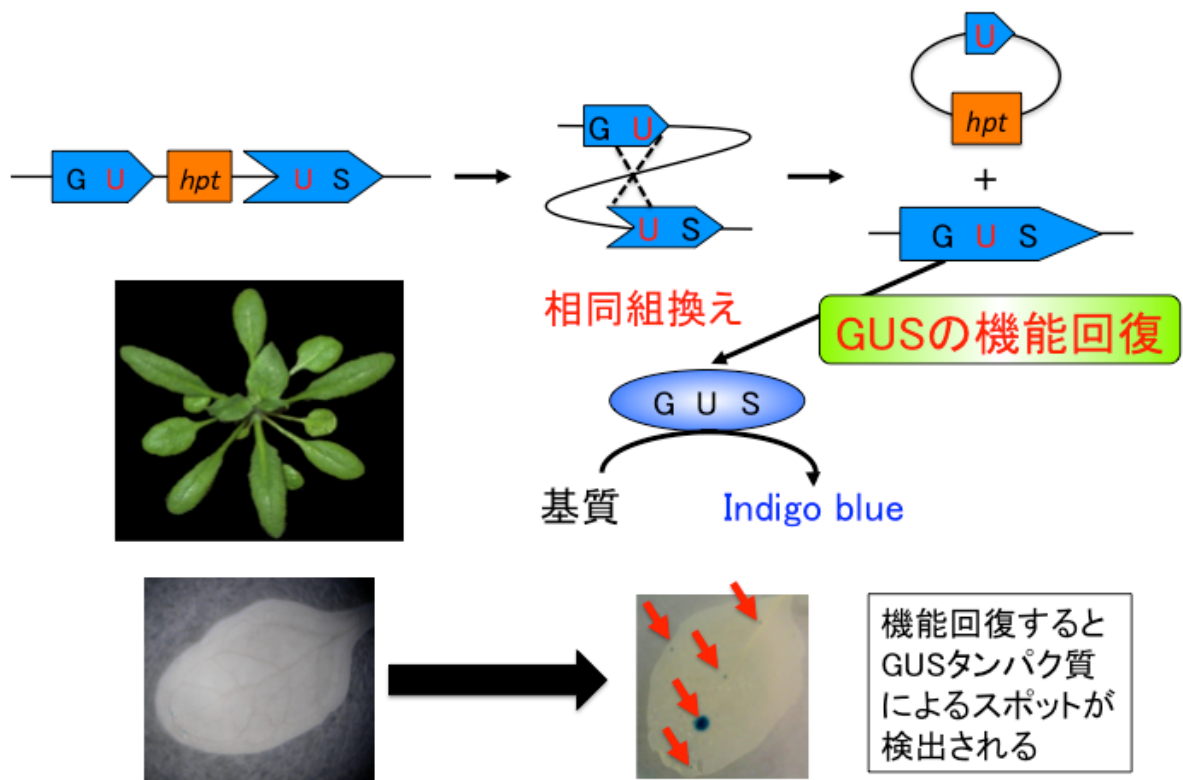 G U
hpt
U S
G U
U S
U
hpt
+
G U S
相同組換え
GUSの機能回復
G U S
基質
Indigo blue
機能回復すると
GUSタンパク質
によるスポットが
検出される